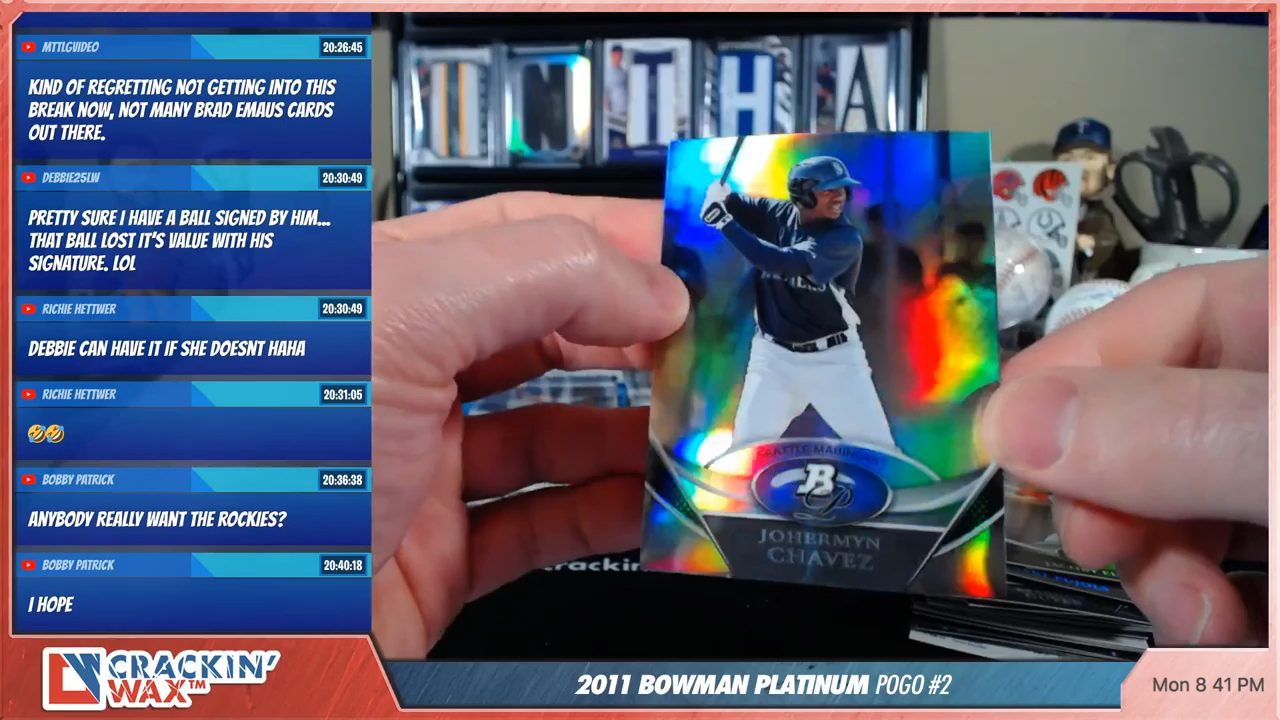 MTTLGVIDEO
20:26:45
KIND OF REGRETTING NOT GETTING INTO THIS
BREAK NOW, NOT MANY BRAD EMAUS CARDS
OUT THERE.
DEBBIE25LW
20:30:49
PRETTY SURE I HAVE A BALL SIGNED BY HIM...
THAT BALL LOST IT'S VALUE WITH HIS
SIGNATURE. LOL
RICHIE HETTWER
20:30:49
DEBBIE CAN HAVE IT IF SHE DOESNT HAHA
RICHIE HETTWER
20:31:05
🤣🤣
BOBBY PATRICK
20:36:38
ANYBODY REALLY WANT THE ROCKIES?
BOBBY PATRICK
20:40:18
I HOPE
N T H A
SEATTLE MARINERS
BP
JOHERMYN
CHAVEZ
crackin
CRACKIN'
WAX™
2011 BOWMAN PLATINUM POGO #2
Mon 8 41 PM